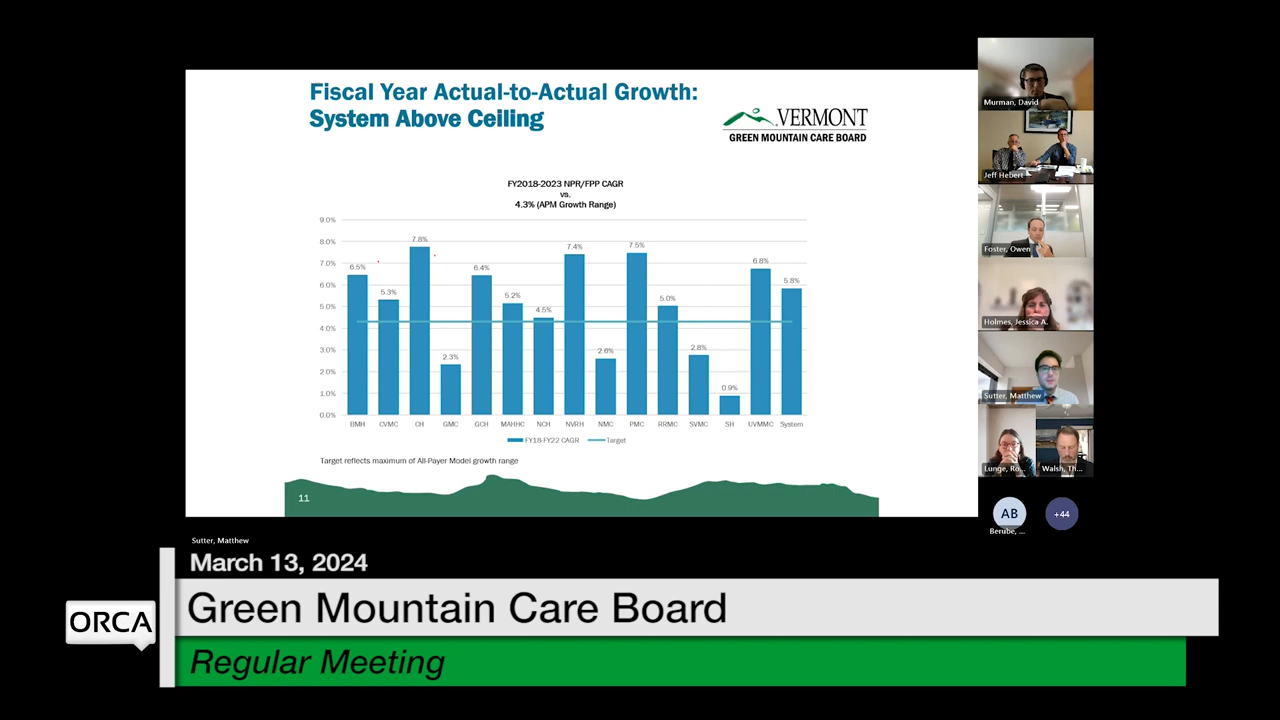 Fiscal Year Actual-to-Actual Growth:
System Above Ceiling
VERMONT
GREEN MOUNTAIN CARE BOARD
FY2018-2023 NPR/FPP CAGR
vs.
4.3% (APM Growth Range)
9.0%
8.0%
7.0%
6.0%
5.0%
4.0%
3.0%
2.0%
1.0%
0.0%
6.5%
5.3%
7.8%
2.3%
6.4%
5.2%
4.5%
7.4%
2.6%
7.5%
5.0%
2.8%
0.9%
6.8%
5.8%
BMH CVMC CH GMC GCH MAHHC NCH NVRH NMC PMC RRMC SVMC SH UVMMC System
FY18-FY22 CAGR Target
Target reflects maximum of All-Payer Model growth range
11
Murman, David
Jeff Hebert
Foster, Owen
Holmes, Jessica A.
Sutter, Matthew
Lunge, Ro...
Walsh, Th...
AB
+44
Berube, ...
Sutter, Matthew
March 13, 2024
ORCA
Green Mountain Care Board
Regular Meeting